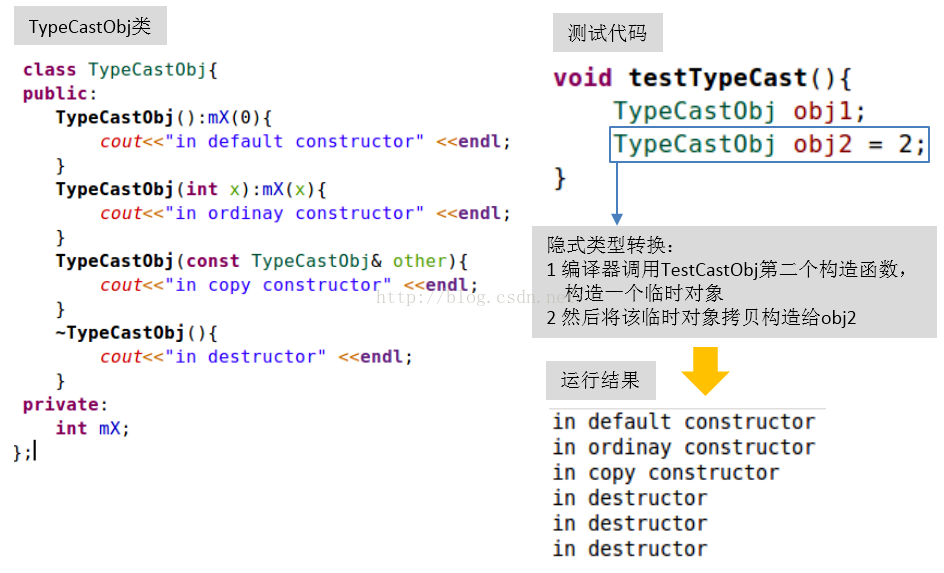 TypeCastObj类
class TypeCastObj{
public:
TypeCastObj():mX(0){
cout<<"in default constructor" <<endl;
}
TypeCastObj(int x):mX(x){
cout<<"in ordinay constructor" <<endl;
}
TypeCastObj(const TypeCastObj& other){
cout<<"in copy constructor" <<endl;
}
~TypeCastObj(){
cout<<"in destructor" <<endl;
}
private:
int mX;
};
http://blog.csdn.net
测试代码
void testTypeCast(){
TypeCastObj obj1;
TypeCastObj obj2 = 2;
}
隐式类型转换：
1 编译器调用TestCastObj第二个构造函数，
构造一个临时对象
2 然后将该临时对象拷贝构造给obj2
运行结果
in default constructor
in ordinay constructor
in copy constructor
in destructor
in destructor
in destructor